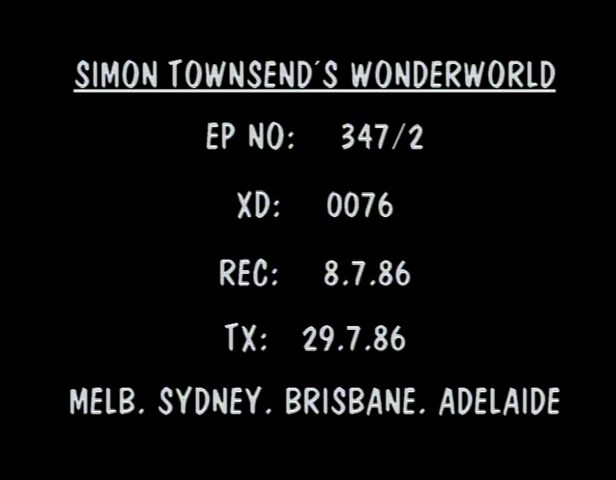 SIMON TOWNSEND'S WONDERWORLD
EP NO: 347/2
XD: 0076
REC: 8.7.86
TX: 29.7.86
MELB. SYDNEY. BRISBANE. ADELAIDE